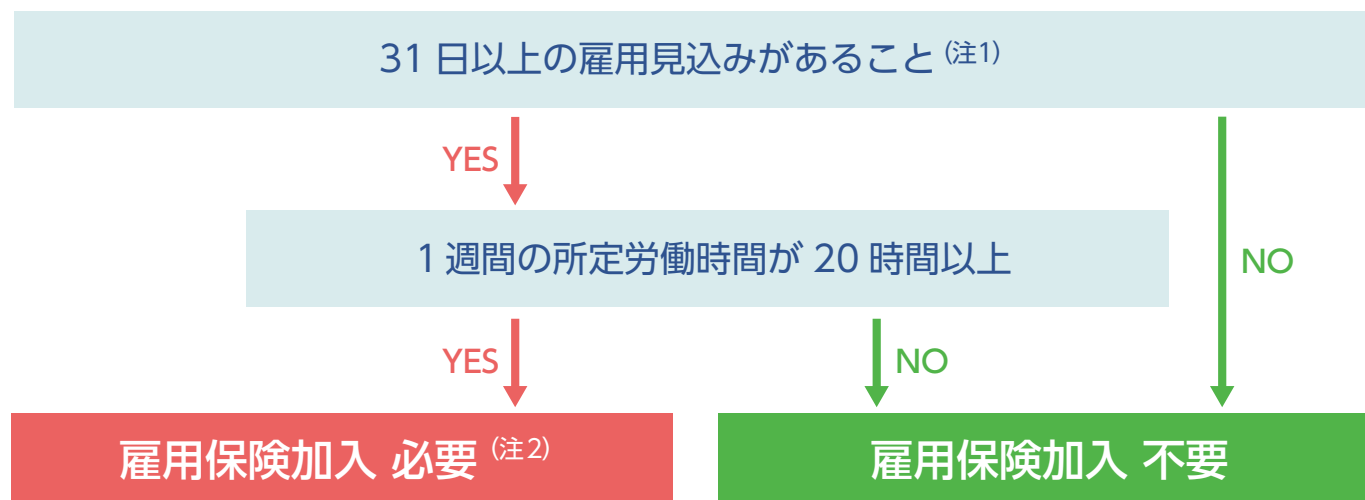 31日以上の雇用見込みがあること(注1)
YES
1週間の所定労働時間が 20 時間以上
NO
YES
NO
雇用保険加入 必要(注2)
雇用保険加入 不要